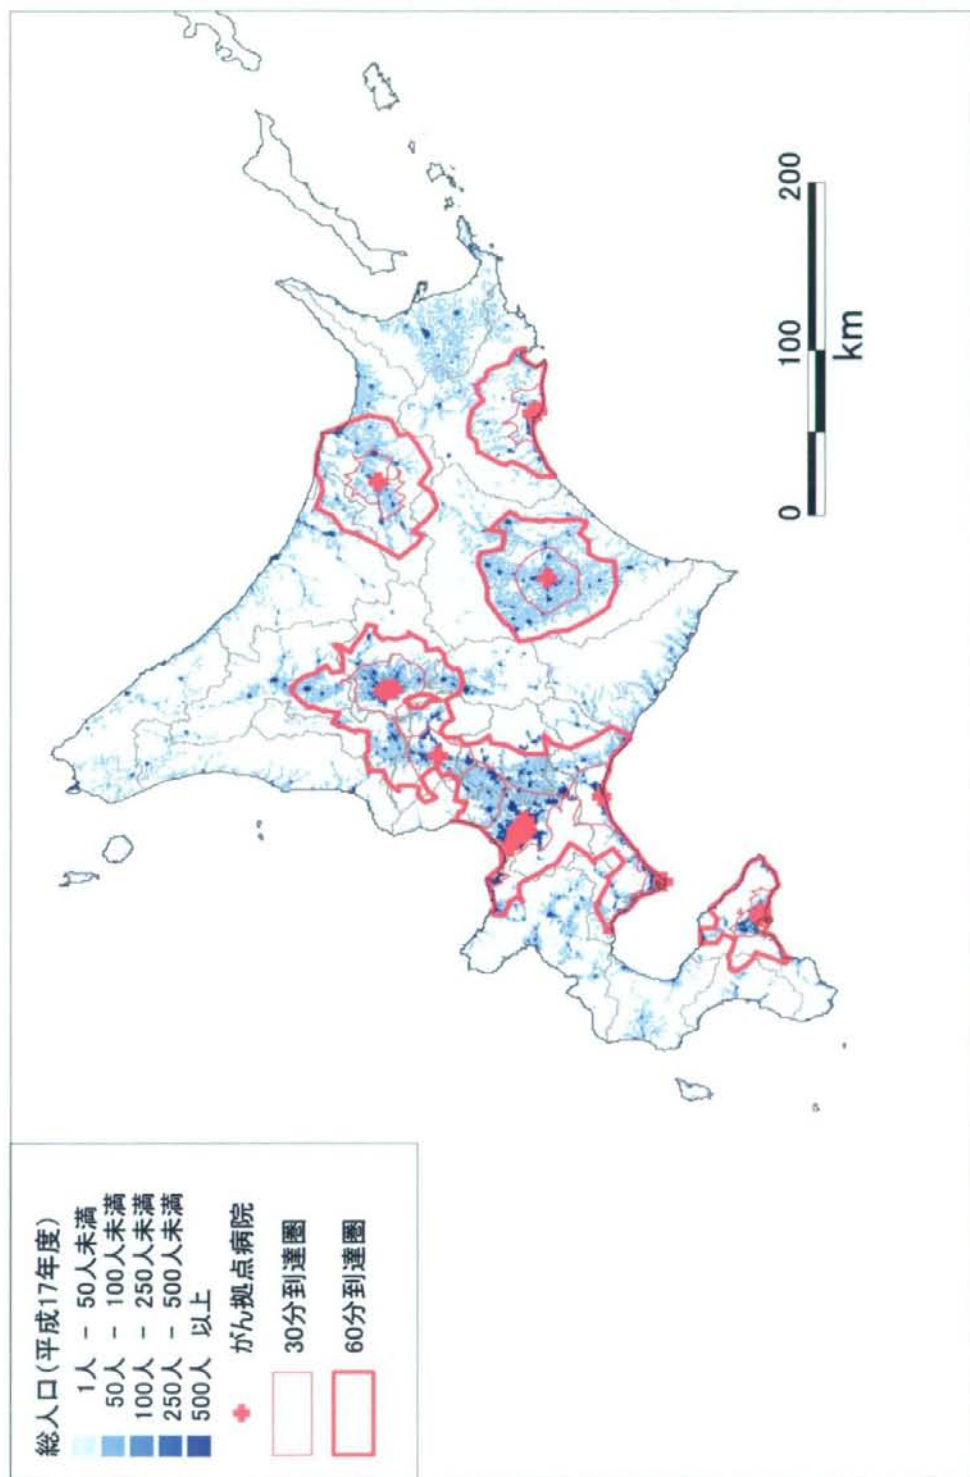 総人口(平成17年度)
1人 - 50人未満
50人 - 100人未満
100人 - 250人未満
250人 - 500人未満
500人 以上
がん拠点病院
30分到達圏
60分到達圏
0 100 200
km